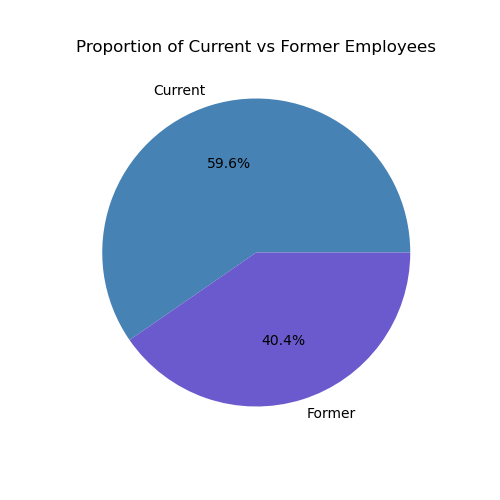 Proportion of Current vs Former Employees
Current
59.6%
40.4%
Former